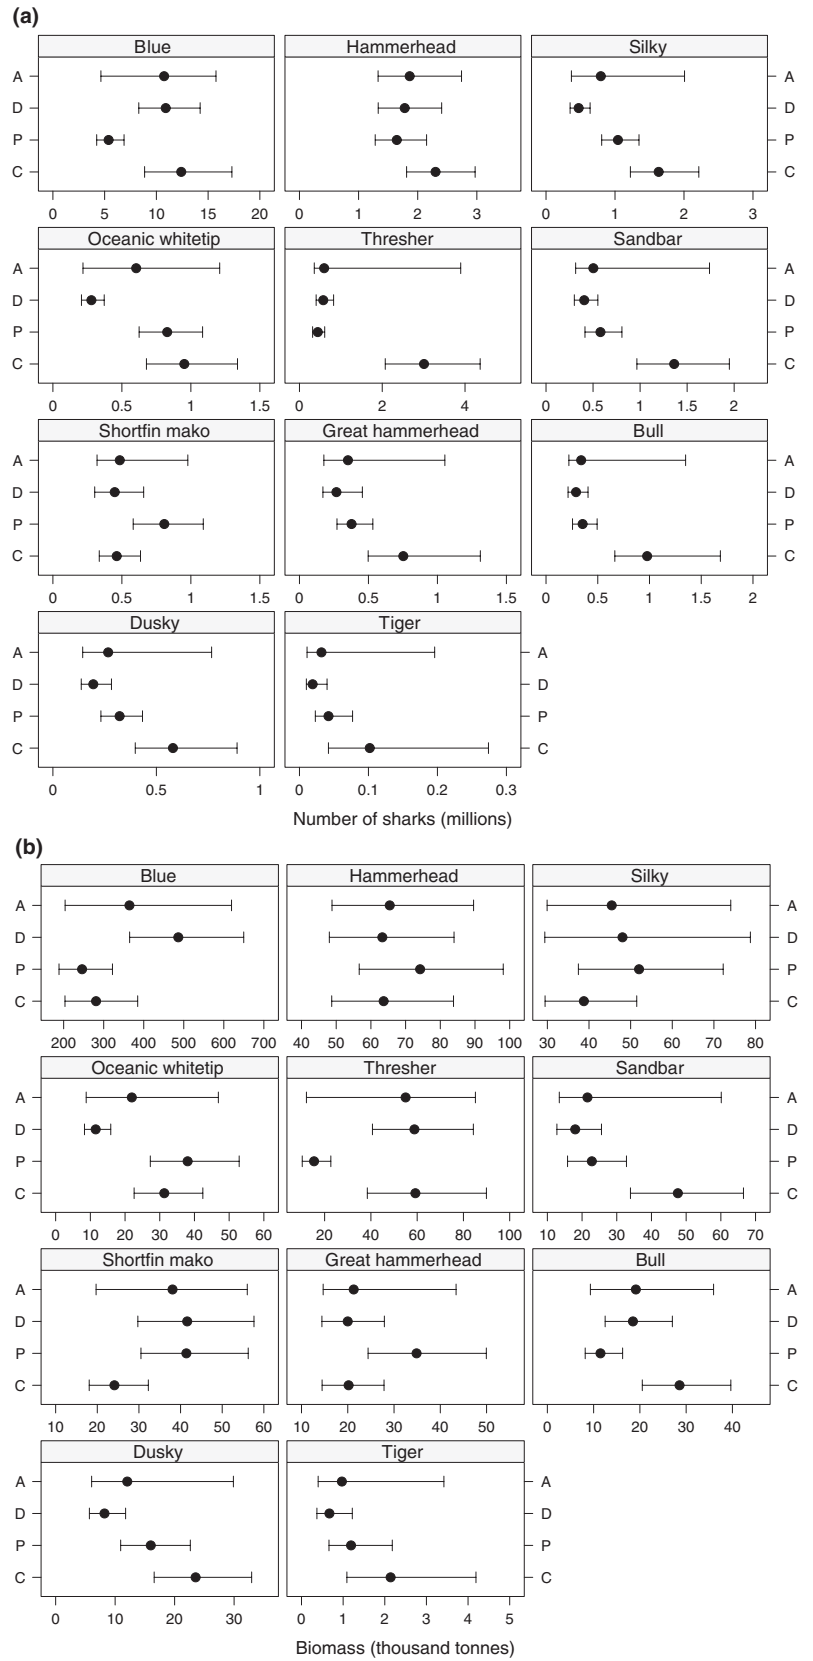 (a)
Blue Hammerhead Silky
A A
D D
P P
C C
0 5 10 15 20 0 1 2 3 0 1 2 3
Oceanic whitetip Thresher Sandbar
A A
D D
P P
C C
0 0.5 1 1.5 0 2 4 0 0.5 1 1.5 2
Shortfin mako Great hammerhead Bull
A A
D D
P P
C C
0 0.5 1 1.5 0 0.5 1 1.5 0 0.5 1 1.5 2
Dusky Tiger
A A
D D
P P
C C
0 0.5 1 0 0.1 0.2 0.3
Number of sharks (millions)
(b)
Blue Hammerhead Silky
A A
D D
P P
C C
200 300 400 500 600 700 40 50 60 70 80 90 100 30 40 50 60 70 80
Oceanic whitetip Thresher Sandbar
A A
D D
P P
C C
0 10 20 30 40 50 60 20 40 60 80 100 10 20 30 40 50 60 70
Shortfin mako Great hammerhead Bull
A A
D D
P P
C C
10 20 30 40 50 60 10 20 30 40 50 0 10 20 30 40
Dusky Tiger
A A
D D
P P
C C
0 10 20 30 0 1 2 3 4 5
Biomass (thousand tonnes)